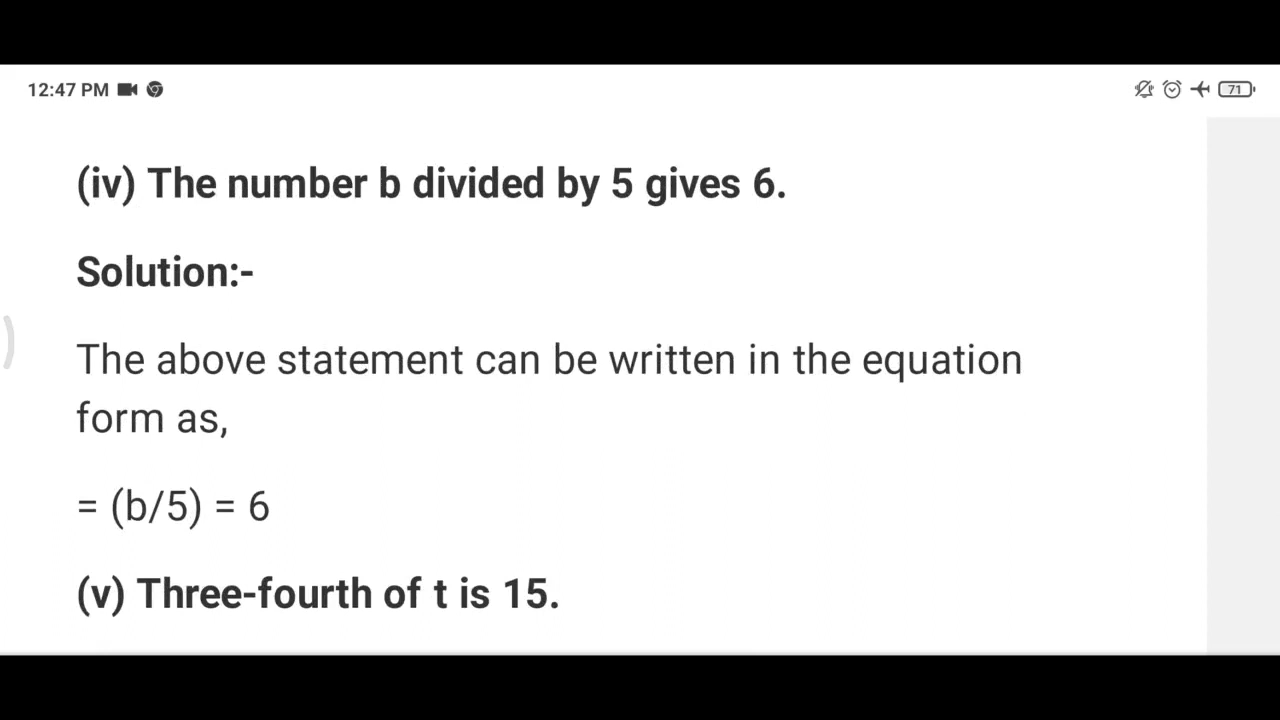 12:47 PM
71
(iv) The number b divided by 5 gives 6.
Solution:-
The above statement can be written in the equation
form as,
= (b/5) = 6
(v) Three-fourth of t is 15.